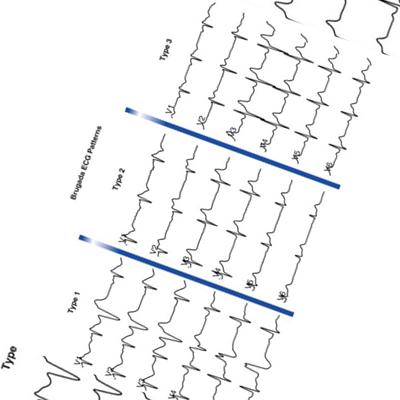 Brugada ECG Patterns
Type
Type 1
V1
V2
V3
V4
Type 2
V1
V2
V3
V4
V5
V6
Type 3
V1
V2
V3
V4
V5
V6